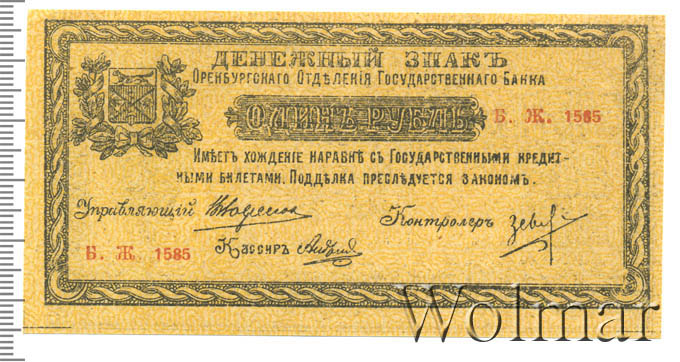 ДЕНЕЖНЫЙ ЗНАКЪ
ОРЕНБУРГСКАГО ОТДѢЛЕНІЯ ГОСУДАРСТВЕННАГО БАНКА
ОДИНЪ РУБЛЬ Б. Ж. 1585
ИМѢЕТЪ ХОЖДЕНІЕ НАРАВНѢ СЪ ГОСУДАРСТВЕННЫМИ КРЕДИТ-
НЫМИ БИЛЕТАМИ. ПОДДѢЛКА ПРЕСЛѢДУЕТСЯ ЗАКОНОМЪ.
Управляющій
Контролеръ
Б. Ж. 1585 Кассиръ
Wolmar